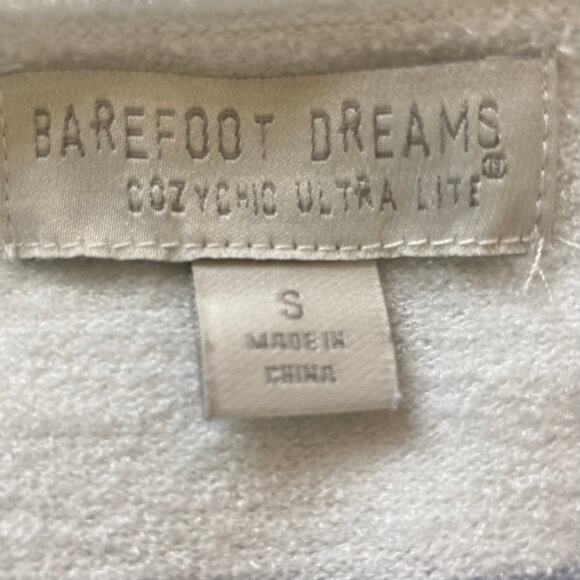 BAREFOOT DREAMS®
COZYCHIC ULTRA LITE
S
MADE IN
CHINA